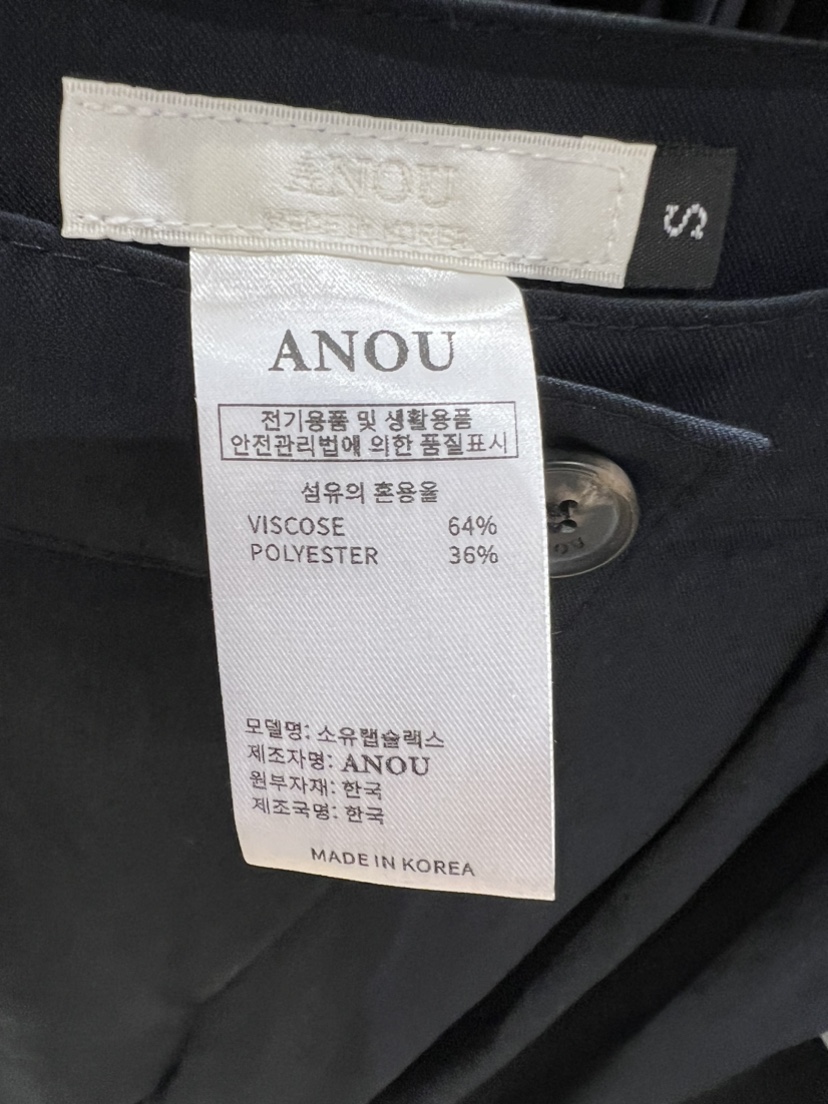 ANOU
S
ANOU
전기용품 및 생활용품
안전관리법에 의한 품질표시
섬유의 혼용율
VISCOSE 64%
POLYESTER 36%
모델명: 소유랩슬랙스
제조자명: ANOU
원부자재: 한국
제조국명: 한국
MADE IN KOREA